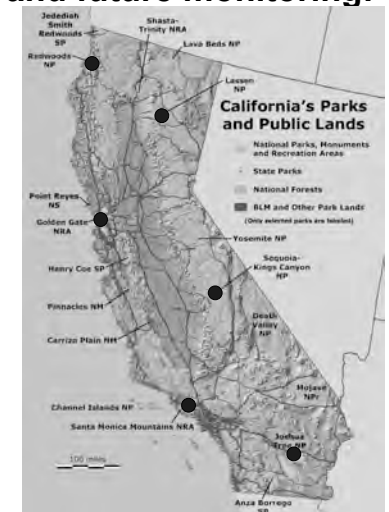 and future monitoring.
Jedediah
Smith
Redwoods
SP
Shasta-
Trinity NRA
Lava Beds NP
Redwoods
NP
Lassen
NP
California's Parks
and Public Lands
National Parks, Monuments
and Recreation Areas
State Parks
National Forests
BLM and Other Park Lands
(Only selected parks are labeled)
Point Reyes
NS
Golden Gate
NRA
Yosemite NP
Henry Coe SP
Sequoia-
Kings Canyon
NP
Pinnacles NM
Death
Valley
NP
Carrizo Plain NM
Mojave
NPr
Channel Islands NP
Santa Monica Mountains NRA
Joshua
Tree NP
100 miles
Anza Borrego
SP